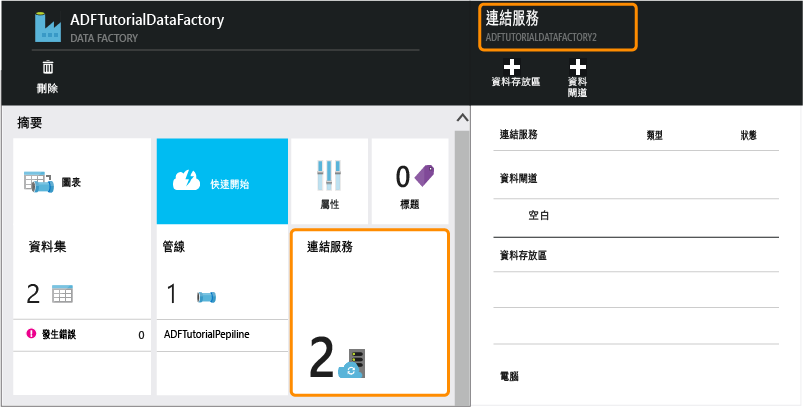 ADFTutorialDataFactory
DATA FACTORY
刪除
摘要
圖表
快速開始
屬性
0
標題
資料集
2
發生錯誤 0
管線
1
ADFTutorialPepiline
連結服務
2
連結服務
ADFTUTORIALDATAFACTORY2
資料存放區
資料
閘道
連結服務 類型 狀態
資料閘道
空白
資料存放區
電腦